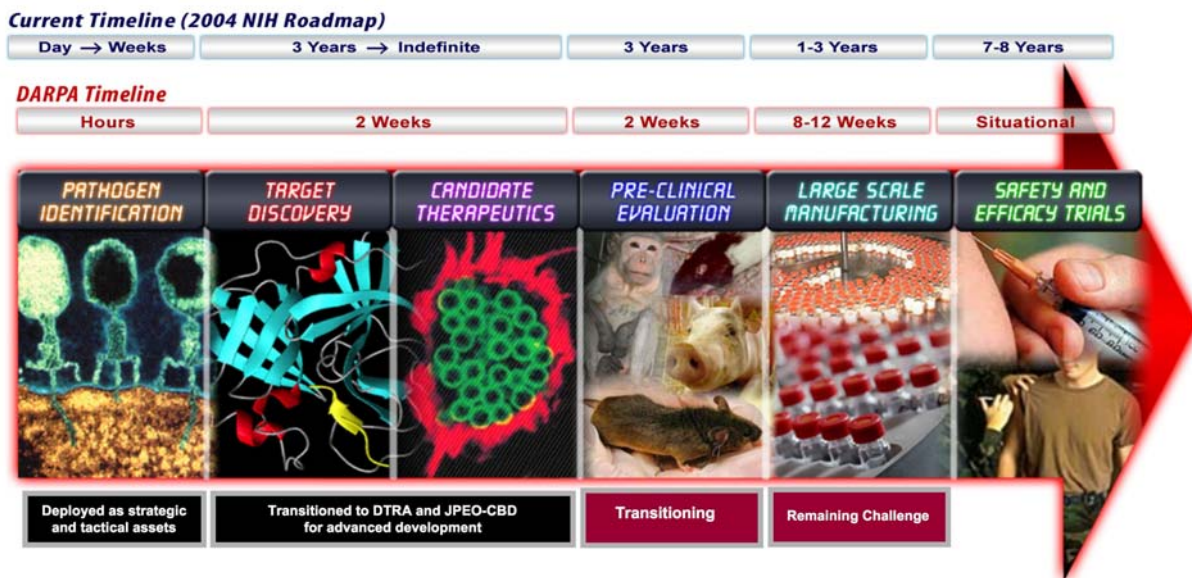 Current Timeline (2004 NIH Roadmap)
Day → Weeks
3 Years → Indefinite
3 Years
1-3 Years
7-8 Years
DARPA Timeline
Hours
2 Weeks
2 Weeks
8-12 Weeks
Situational
PATHOGEN
IDENTIFICATION
TARGET
DISCOVERY
CANDIDATE
THERAPEUTICS
PRE-CLINICAL
EVALUATION
LARGE SCALE
MANUFACTURING
SAFETY AND
EFFICACY TRIALS
Deployed as strategic
and tactical assets
Transitioned to DTRA and JPEO-CBD
for advanced development
Transitioning
Remaining Challenge